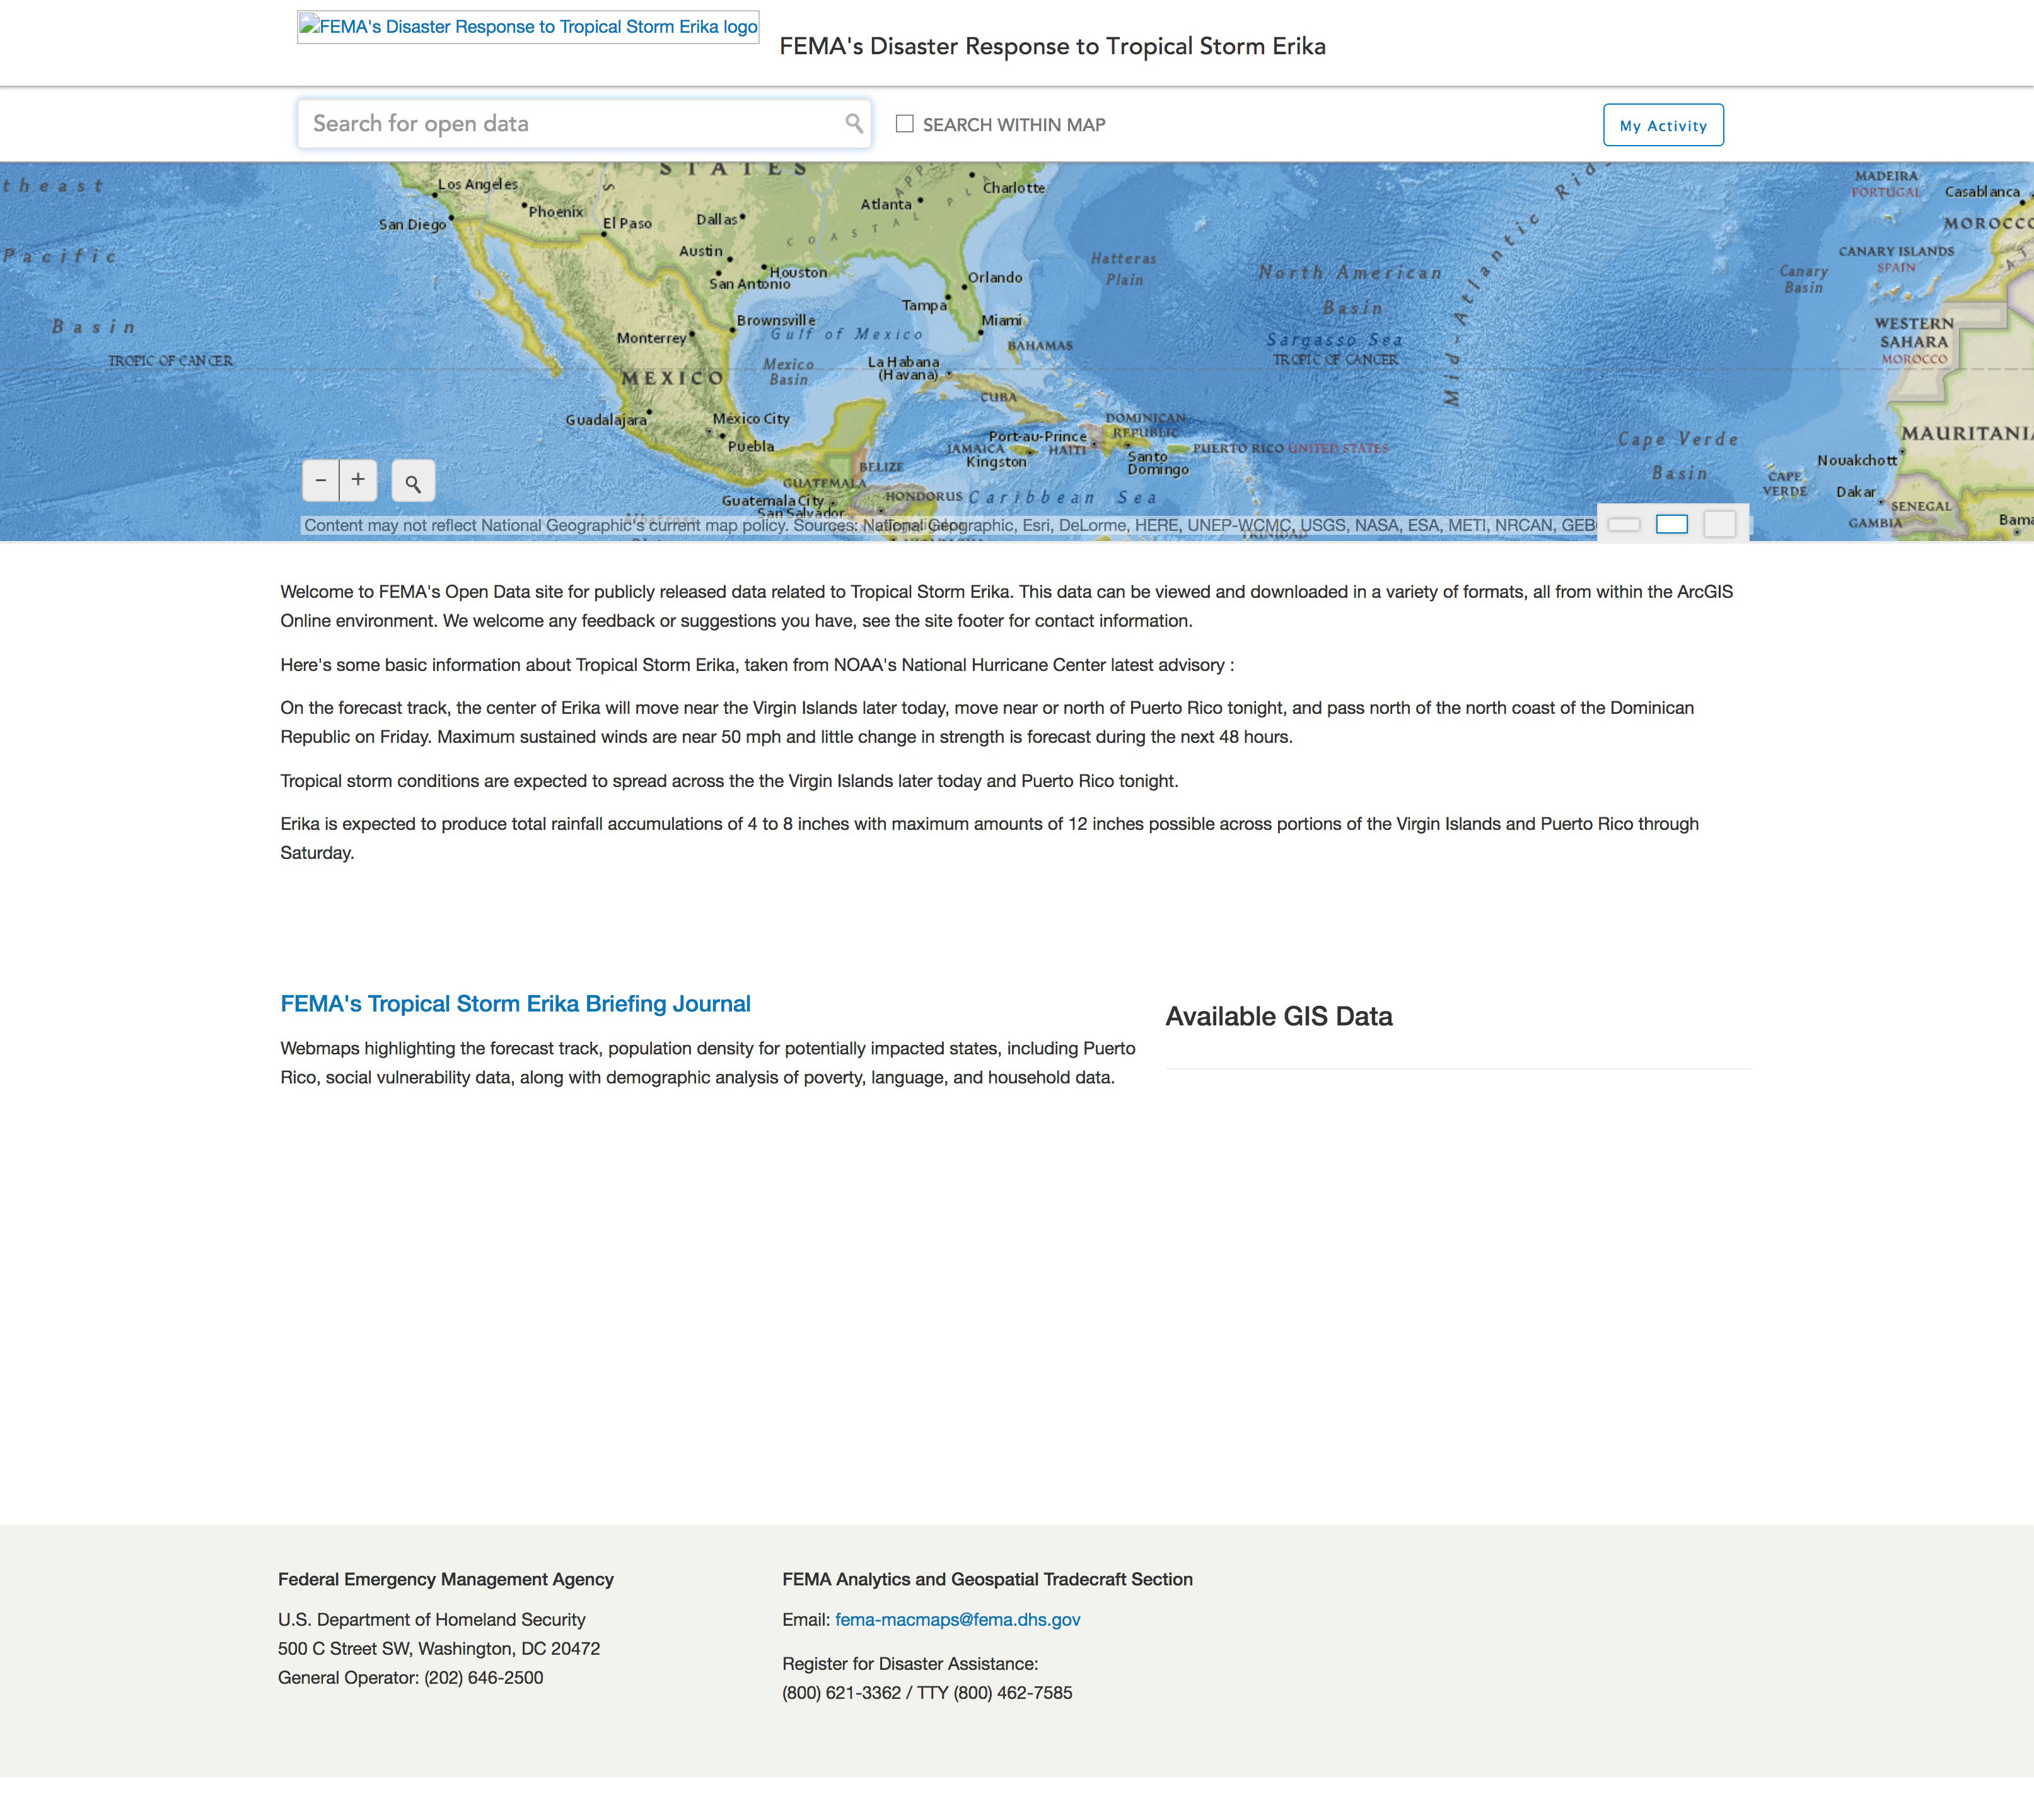 FEMA's Disaster Response to Tropical Storm Erika logo
FEMA's Disaster Response to Tropical Storm Erika
Search for open data
SEARCH WITHIN MAP
My Activity
theast
Pacific
Basin
TROPIC OF CANCER
STATES
Los Angeles
San Diego
Phoenix
El Paso
Dallas
Austin
San Antonio
Houston
Atlanta
Charlotte
COASTAL PLA
APP
Orlando
Tampa
Miami
Brownsville
Monterrey
Gulf of Mexico
Mexico
Basin
MEXICO
Guadalajara
México City
Puebla
La Habana
(Havana)
BAHAMAS
CUBA
DOMINICAN
REPUBLIC
Port-au-Prince
JAMAICA
HAITI
Kingston
Santo
Domingo
PUERTO RICO UNITED STATES
BELIZE
GUATEMALA
Guatemala City
San Salvador
HONDORUS
Caribbean Sea
TRINIDAD
Hatteras
Plain
North American
Basin
Sargasso Sea
TROPIC OF CANCER
Mid-Atlantic Rid
MADEIRA
PORTUGAL
Casablanca
MOROCCO
CANARY ISLANDS
SPAIN
Canary
Basin
WESTERN
SAHARA
MOROCCO
MAURITANI
Cape Verde
Basin
Nouakchott
CAPE
VERDE
Dakar
SENEGAL
GAMBIA
Bama
− +
Content may not reflect National Geographic's current map policy. Sources: National Geographic, Esri, DeLorme, HERE, UNEP-WCMC, USGS, NASA, ESA, METI, NRCAN, GEB
Welcome to FEMA's Open Data site for publicly released data related to Tropical Storm Erika. This data can be viewed and downloaded in a variety of formats, all from within the ArcGIS
Online environment. We welcome any feedback or suggestions you have, see the site footer for contact information.
Here's some basic information about Tropical Storm Erika, taken from NOAA's National Hurricane Center latest advisory :
On the forecast track, the center of Erika will move near the Virgin Islands later today, move near or north of Puerto Rico tonight, and pass north of the north coast of the Dominican
Republic on Friday. Maximum sustained winds are near 50 mph and little change in strength is forecast during the next 48 hours.
Tropical storm conditions are expected to spread across the the Virgin Islands later today and Puerto Rico tonight.
Erika is expected to produce total rainfall accumulations of 4 to 8 inches with maximum amounts of 12 inches possible across portions of the Virgin Islands and Puerto Rico through
Saturday.
FEMA's Tropical Storm Erika Briefing Journal
Webmaps highlighting the forecast track, population density for potentially impacted states, including Puerto
Rico, social vulnerability data, along with demographic analysis of poverty, language, and household data.
Available GIS Data
Federal Emergency Management Agency
U.S. Department of Homeland Security
500 C Street SW, Washington, DC 20472
General Operator: (202) 646-2500
FEMA Analytics and Geospatial Tradecraft Section
Email: fema-macmaps@fema.dhs.gov
Register for Disaster Assistance:
(800) 621-3362 / TTY (800) 462-7585